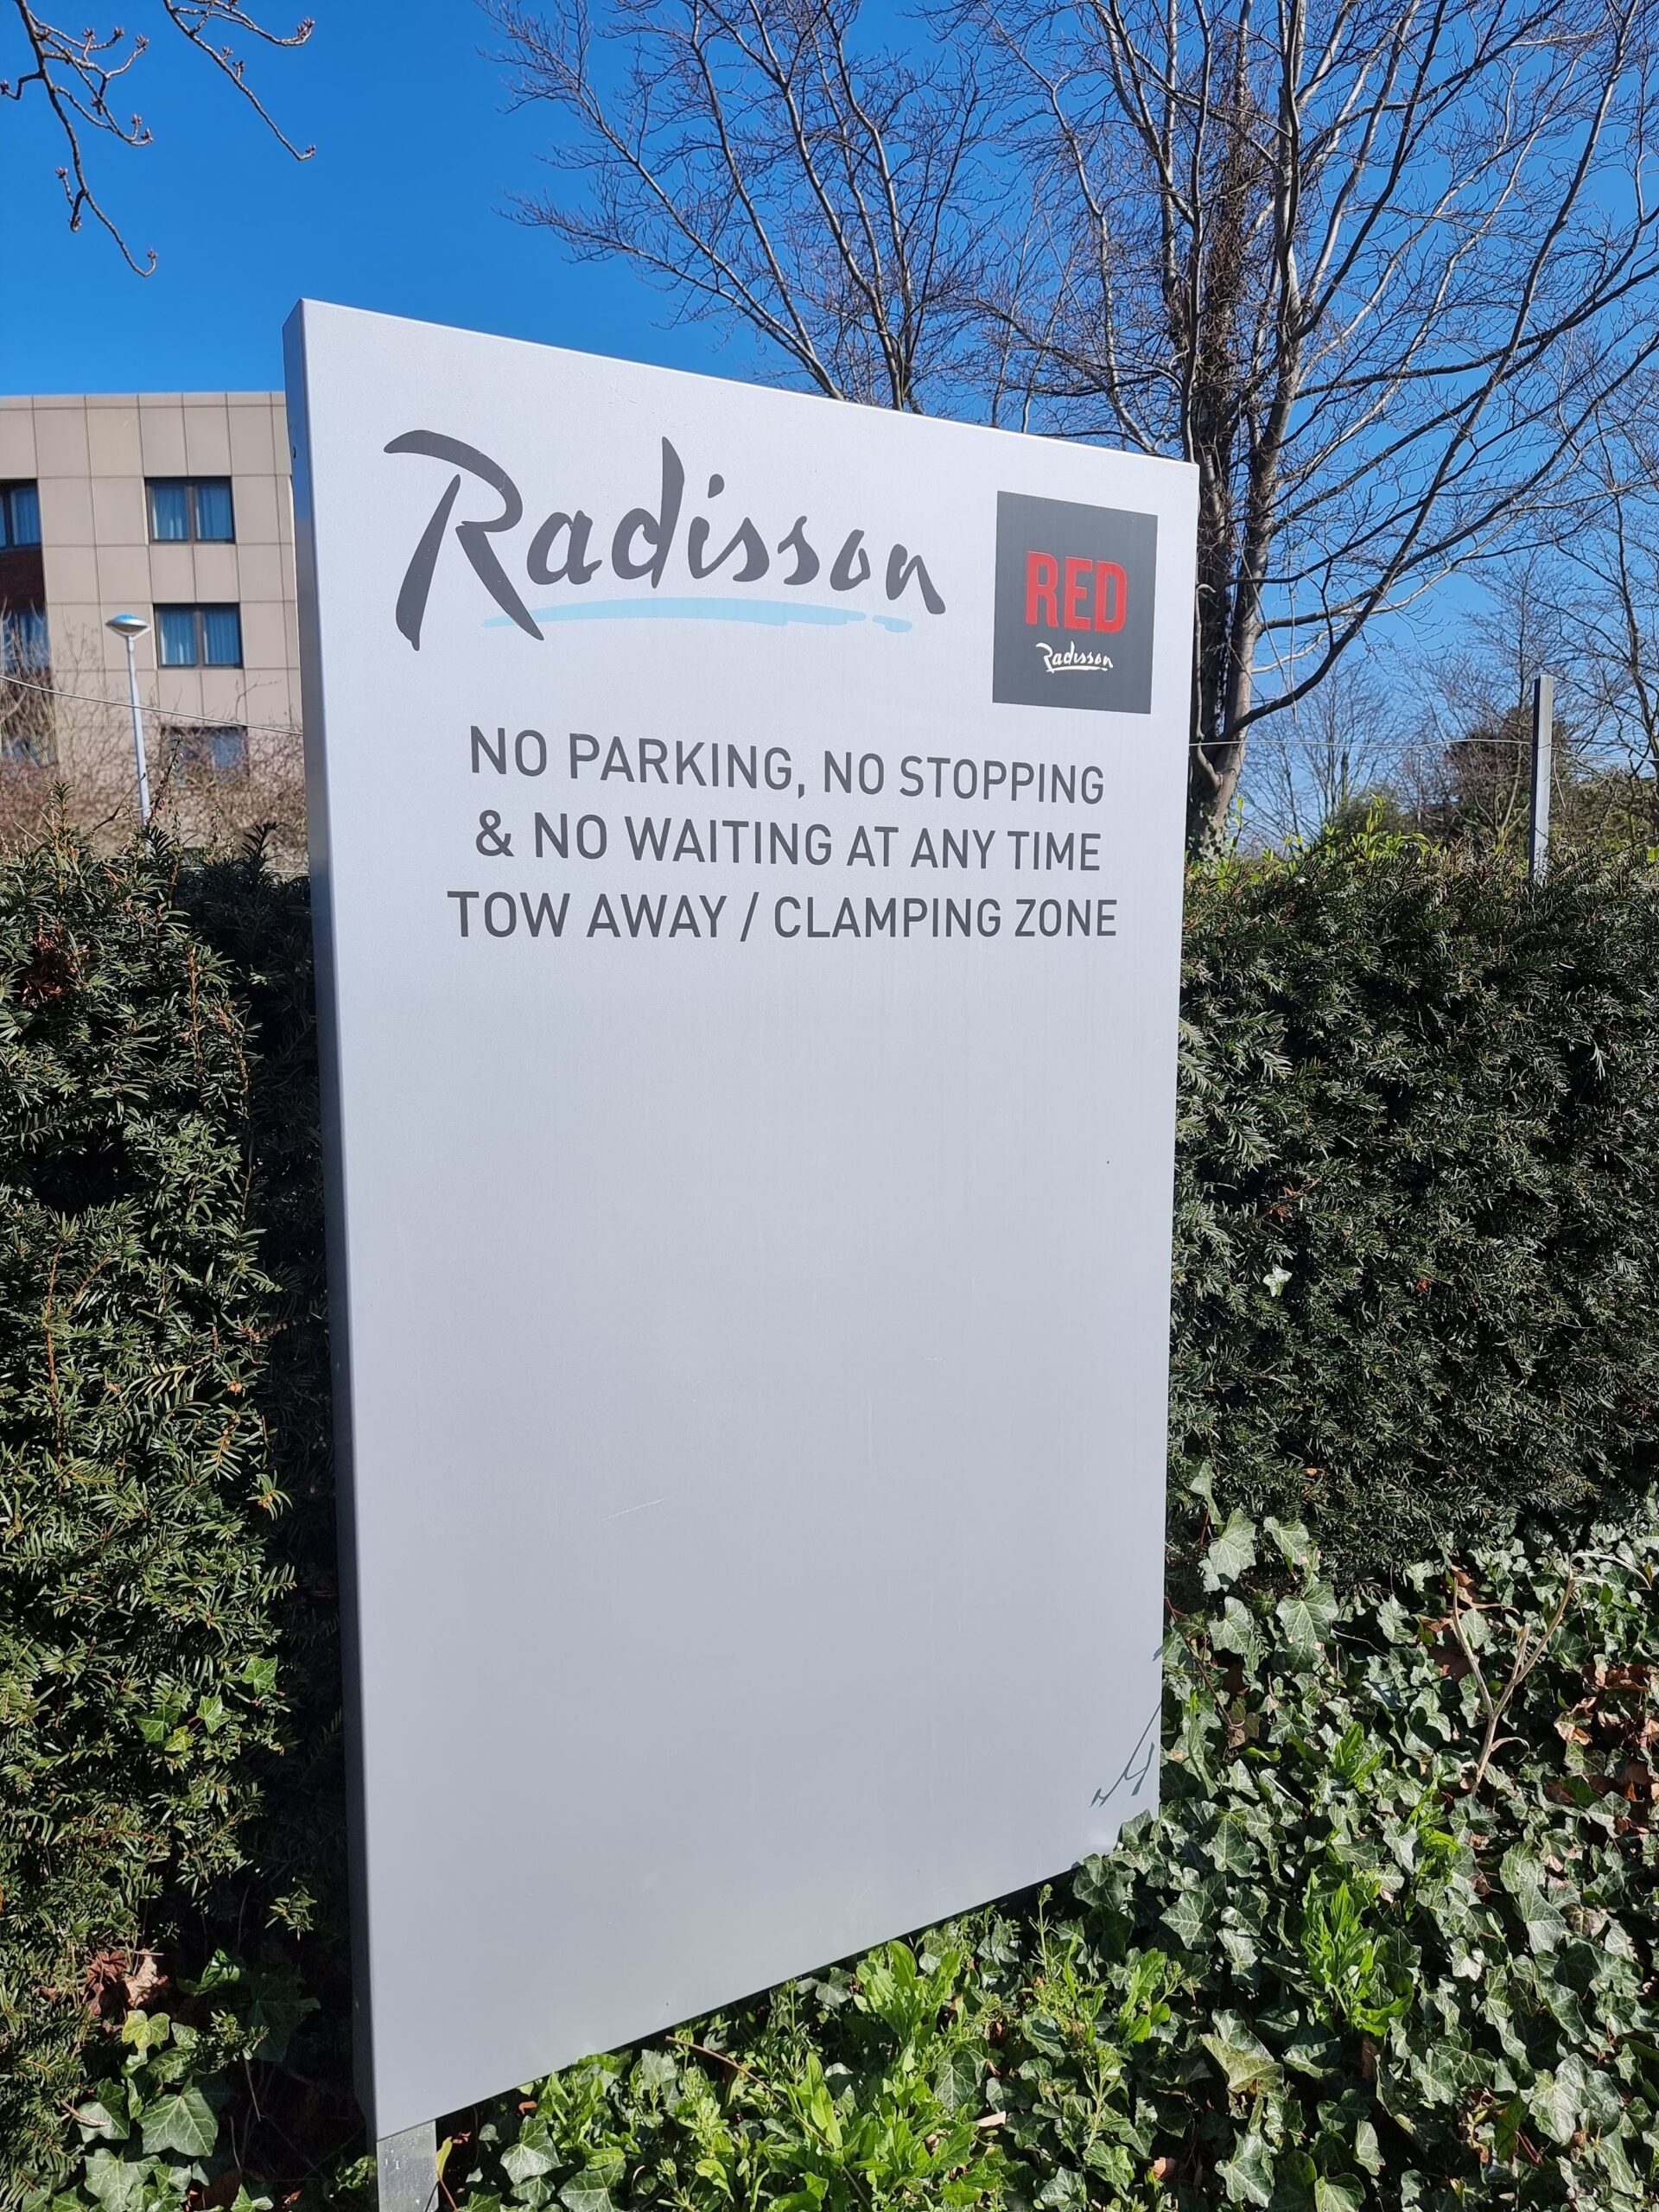 Radisson
RED
Radisson
NO PARKING, NO STOPPING
& NO WAITING AT ANY TIME
TOW AWAY / CLAMPING ZONE